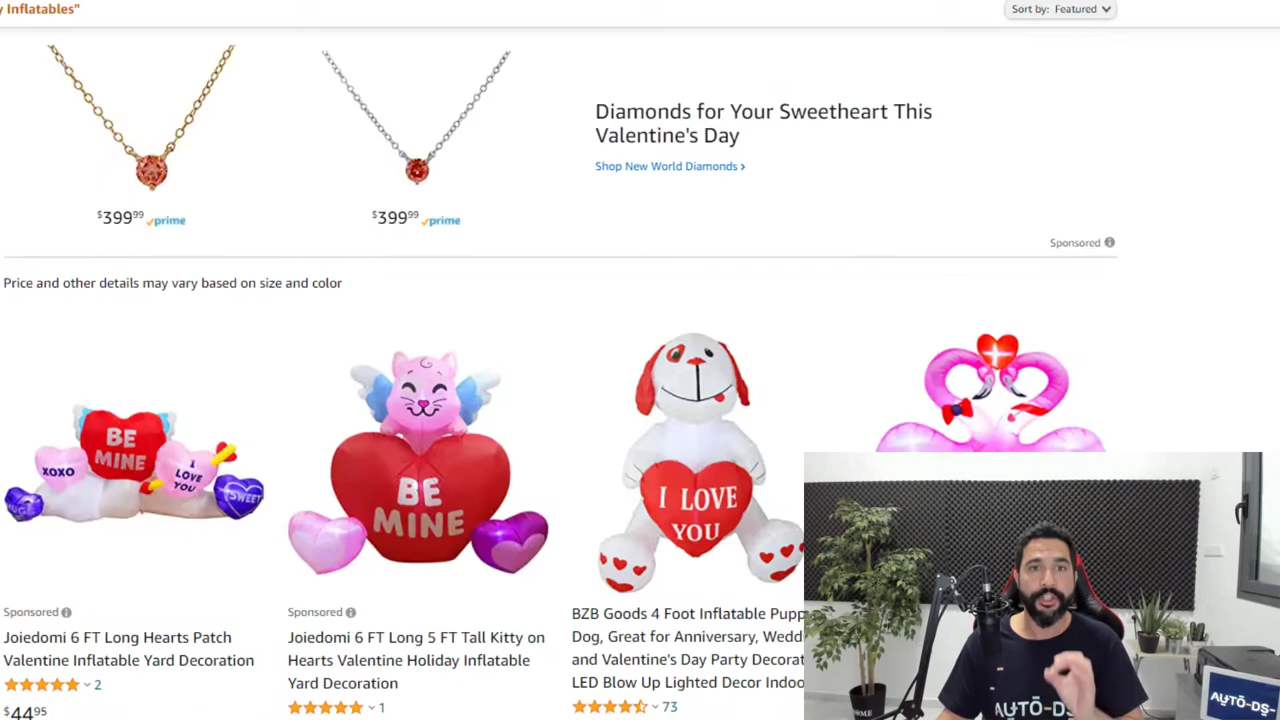 y Inflatables"
Sort by: Featured
Diamonds for Your Sweetheart This
Valentine's Day
Shop New World Diamonds ›
$399.99 prime
$399.99 prime
Sponsored
Price and other details may vary based on size and color
BE
MINE
XOXO
I
LOVE
YOU
HUGS
SWEET
BE
MINE
I LOVE
YOU
Sponsored
Joiedomi 6 FT Long Hearts Patch
Valentine Inflatable Yard Decoration
2
$44.95
Sponsored
Joiedomi 6 FT Long 5 FT Tall Kitty on
Hearts Valentine Holiday Inflatable
Yard Decoration
1
BZB Goods 4 Foot Inflatable Pupp
Dog, Great for Anniversary, Wedd
and Valentine's Day Party Decorat
LED Blow Up Lighted Decor Indoo
73
HOME
AUTŌ-DS
AUTŌ-DS-